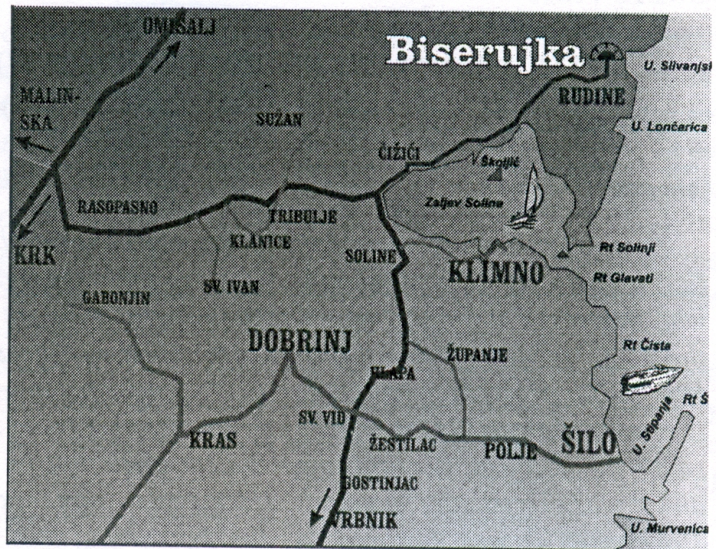 OMIŠALJ
Biserujka
U. Slivanjsk
MALIN-
SKA
RUDINE
SUŽAN
U. Lončarica
ČIŽIĆI
V Školjić
RASOPASNO
TRIBULJE
Zaljev Soline
KLANICE
SOLINE
Rt Solinji
KRK
KLIMNO
Rt Glavati
SV. IVAN
GABONJIN
DOBRINJ
ŽUPANJE
Rt Čista
HLAPA
SV. VID
U. Stipanja
Rt Š
KRAS
ŽESTILAC
POLJE
ŠILO
GOSTINJAC
VRBNIK
U. Murvenica